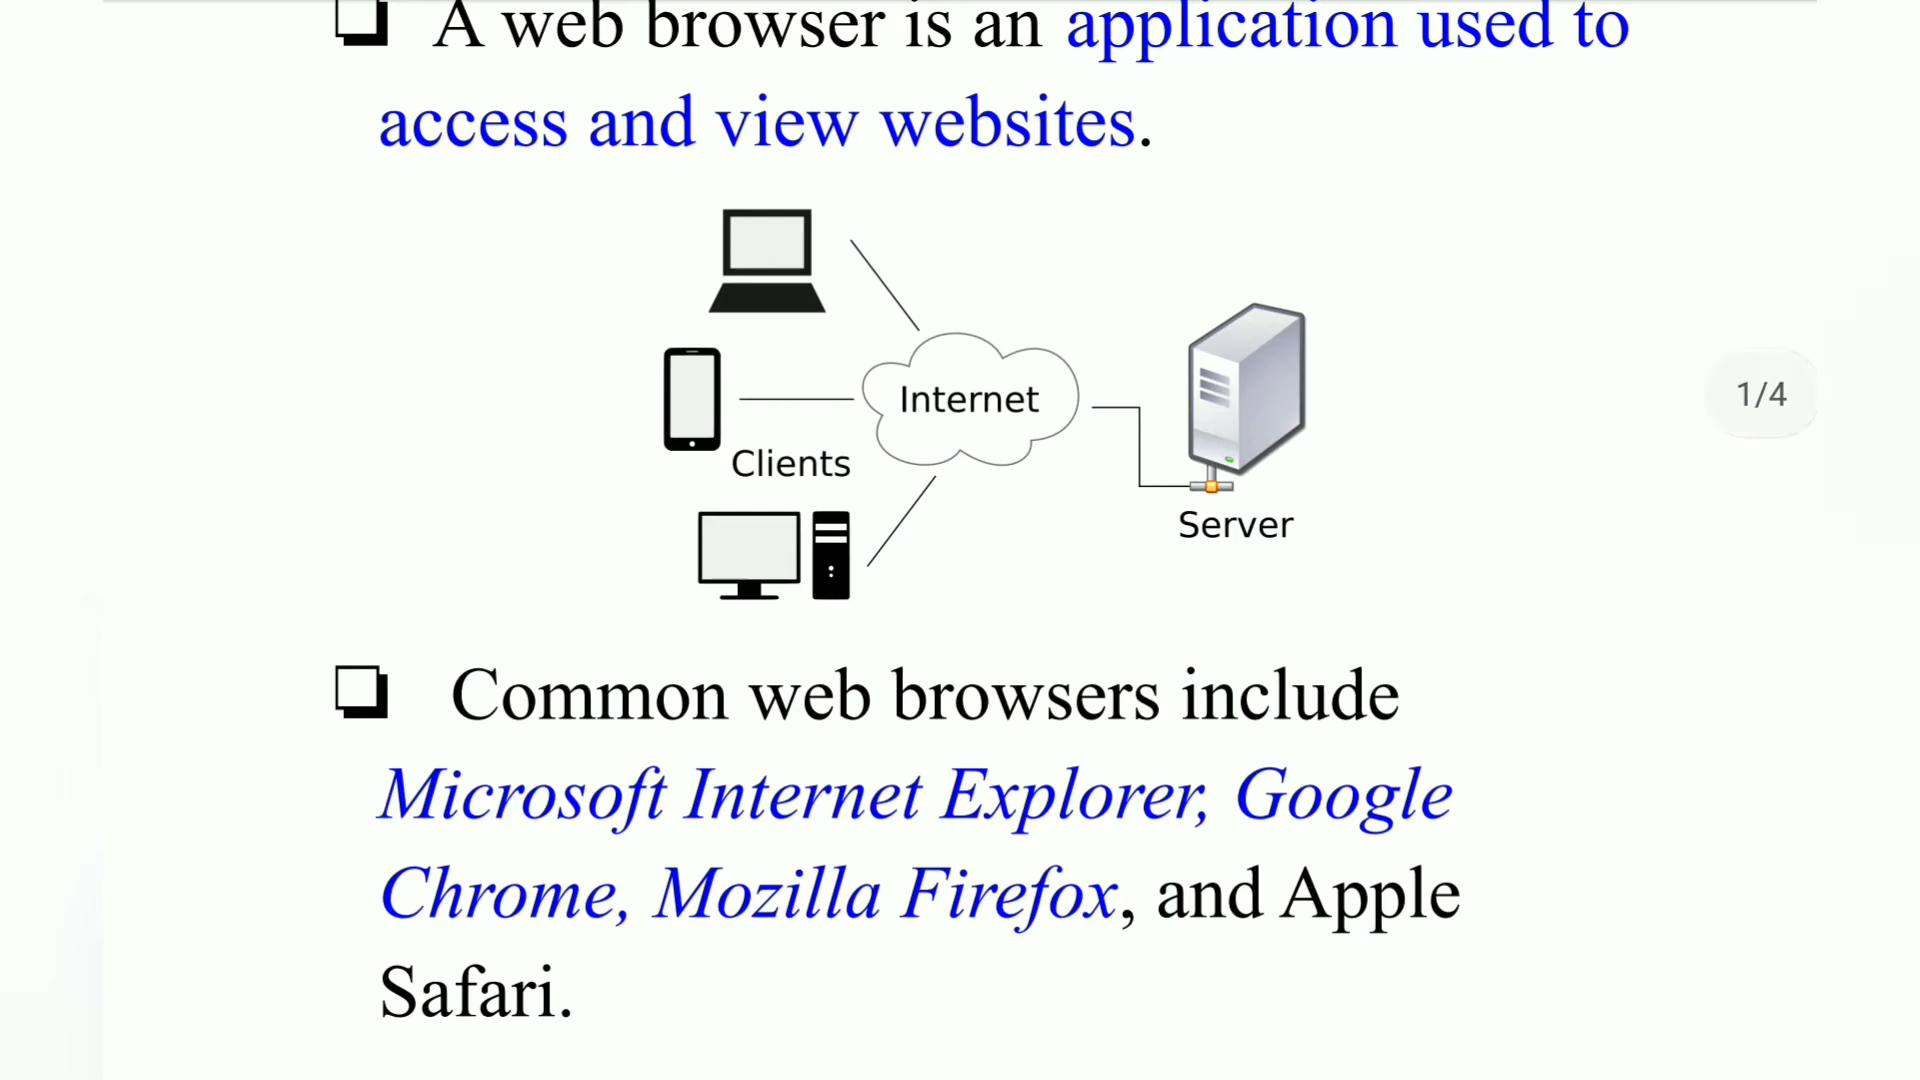 A web browser is an application used to
access and view websites.
Internet
1/4
Clients
Server
Common web browsers include
Microsoft Internet Explorer, Google
Chrome, Mozilla Firefox, and Apple
Safari.